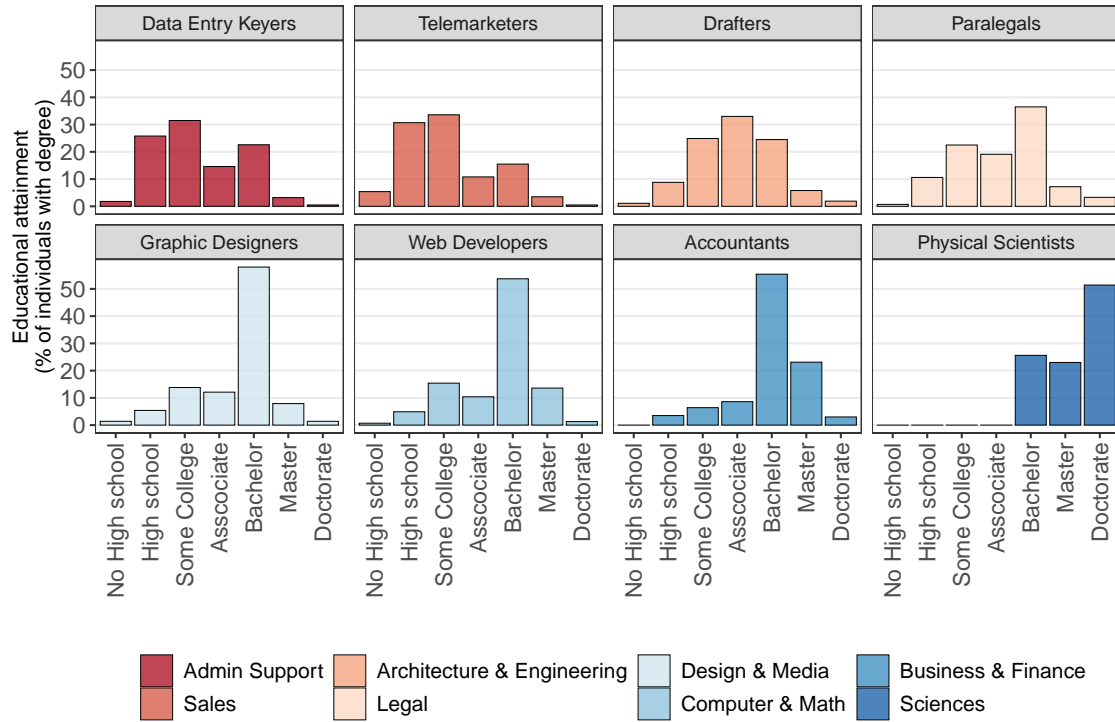 Data Entry Keyers
Telemarketers
Drafters
Paralegals
50
40
30
20
10
0
Graphic Designers
Web Developers
Accountants
Physical Scientists
50
40
30
20
10
0
Educational attainment
(% of individuals with degree)
No High school
High school
Some College
Asscociate
Bachelor
Master
Doctorate
No High school
High school
Some College
Asscociate
Bachelor
Master
Doctorate
No High school
High school
Some College
Asscociate
Bachelor
Master
Doctorate
No High school
High school
Some College
Asscociate
Bachelor
Master
Doctorate
Admin Support
Architecture & Engineering
Design & Media
Business & Finance
Sales
Legal
Computer & Math
Sciences